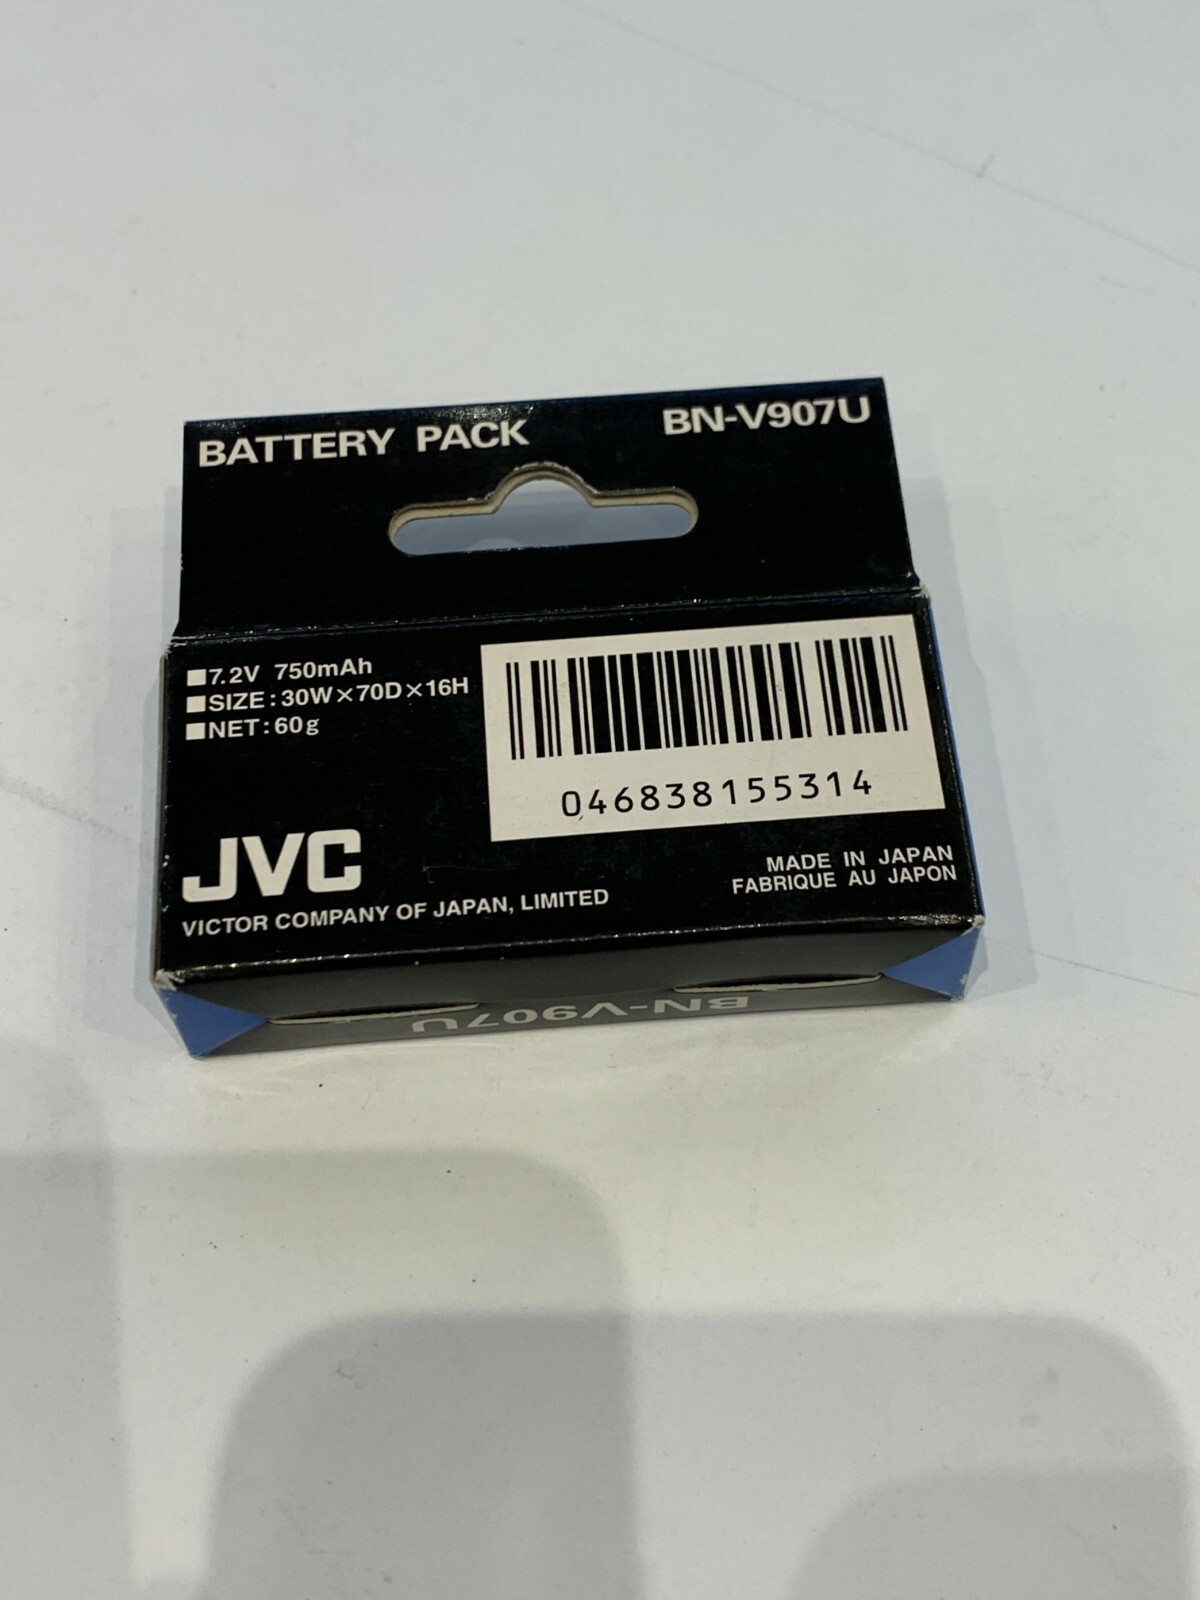 BATTERY PACK BN-V907U
■7.2V 750mAh
■SIZE:30W×70D×16H
■NET:60g
046838155314
JVC
VICTOR COMPANY OF JAPAN, LIMITED
MADE IN JAPAN
FABRIQUE AU JAPON
BN-V907U